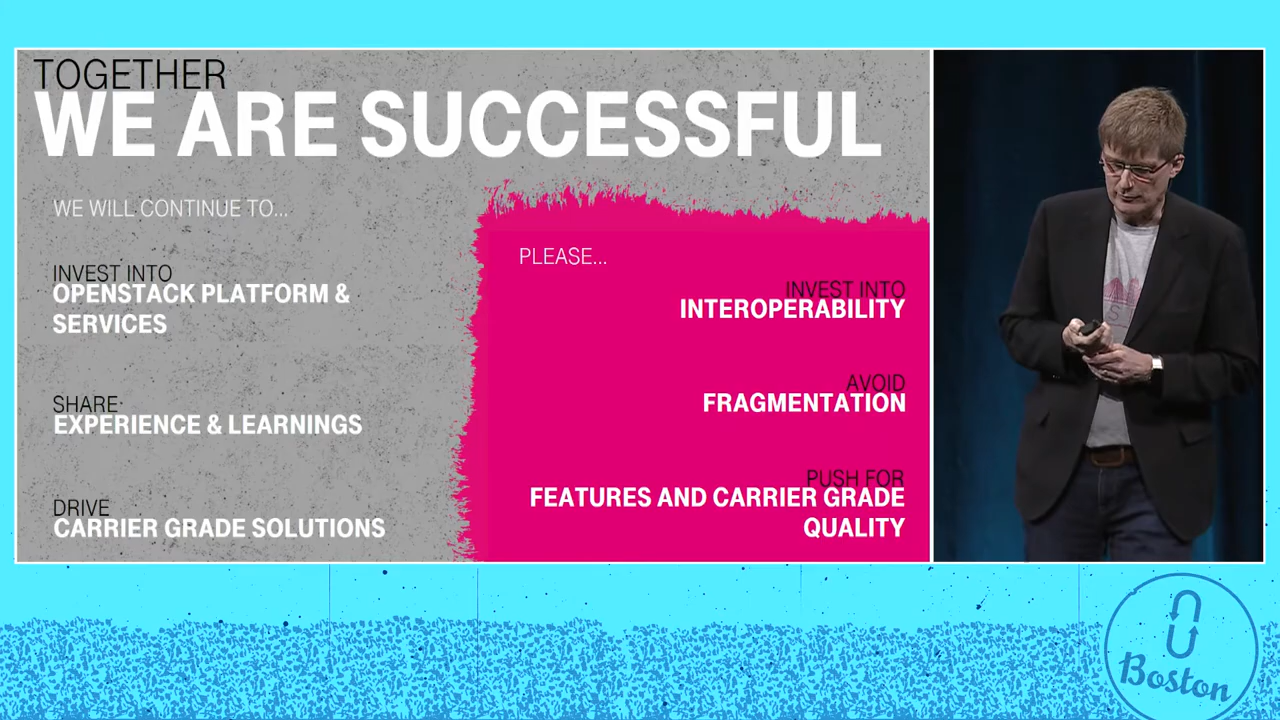 TOGETHER
WE ARE SUCCESSFUL
WE WILL CONTINUE TO...
INVEST INTO
OPENSTACK PLATFORM &
SERVICES
SHARE
EXPERIENCE & LEARNINGS
DRIVE
CARRIER GRADE SOLUTIONS
PLEASE...
INVEST INTO
INTEROPERABILITY
AVOID
FRAGMENTATION
PUSH FOR
FEATURES AND CARRIER GRADE
QUALITY
Boston